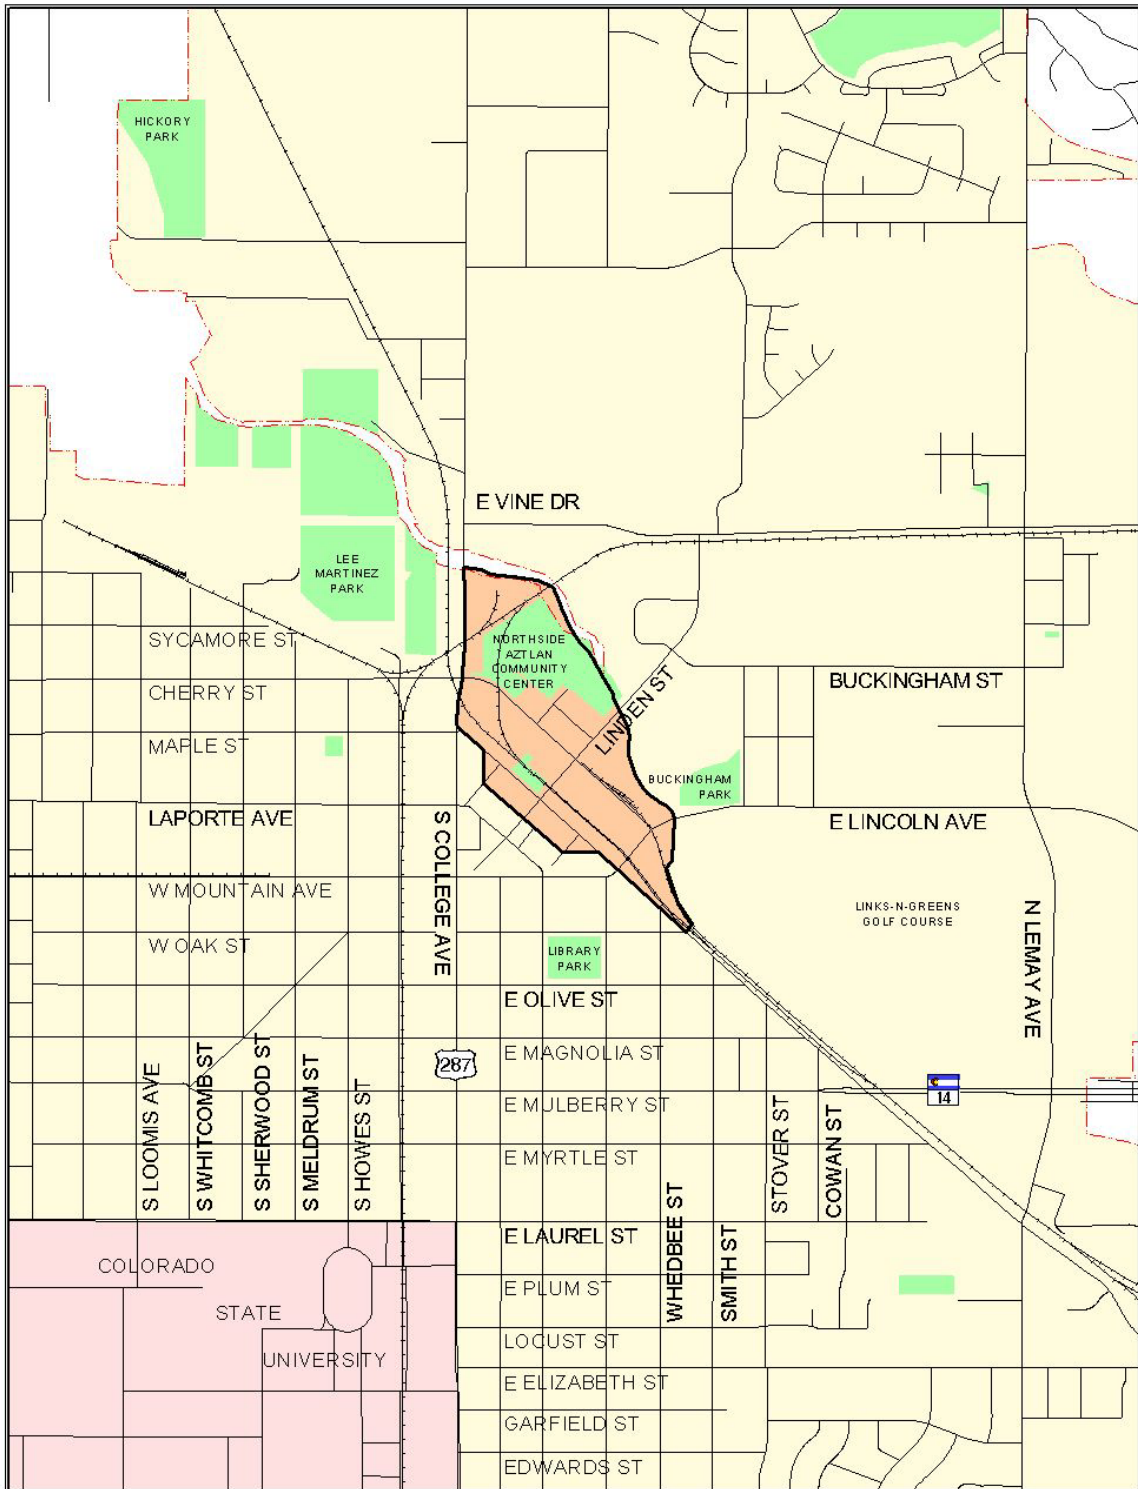 HICKORY
PARK
E VINE DR
LEE
MARTINEZ
PARK
SYCAMORE ST
NORTHSIDE
AZTLAN
COMMUNITY
CENTER
CHERRY ST
LINDEN ST
BUCKINGHAM ST
MAPLE ST
BUCKINGHAM
PARK
LAPORTE AVE
S COLLEGE AVE
E LINCOLN AVE
W MOUNTAIN AVE
LINKS-N-GREENS
GOLF COURSE
N LEMAY AVE
W OAK ST
LIBRARY
PARK
E OLIVE ST
E MAGNOLIA ST
287
14
E MULBERRY ST
S LOOMIS AVE
S WHITCOMB ST
S SHERWOOD ST
S MELDRUM ST
S HOWES ST
STOVER ST
COWAN ST
E MYRTLE ST
WHEDBEE ST
SMITH ST
E LAUREL ST
COLORADO
STATE
UNIVERSITY
E PLUM ST
LOCUST ST
E ELIZABETH ST
GARFIELD ST
EDWARDS ST